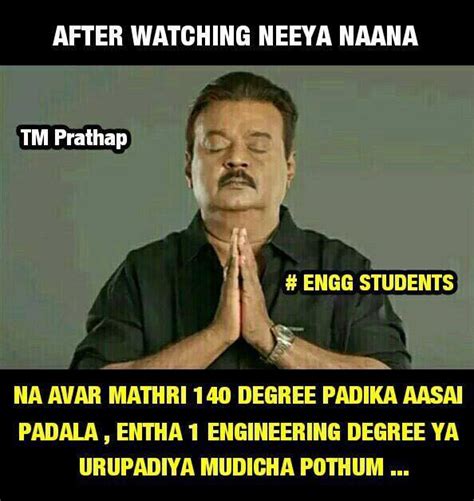 AFTER WATCHING NEEYA NAANA
TM Prathap
# ENGG STUDENTS
NA AVAR MATHRI 140 DEGREE PADIKA AASAI
PADALA , ENTHA 1 ENGINEERING DEGREE YA
URUPADIYA MUDICHA POTHUM ...